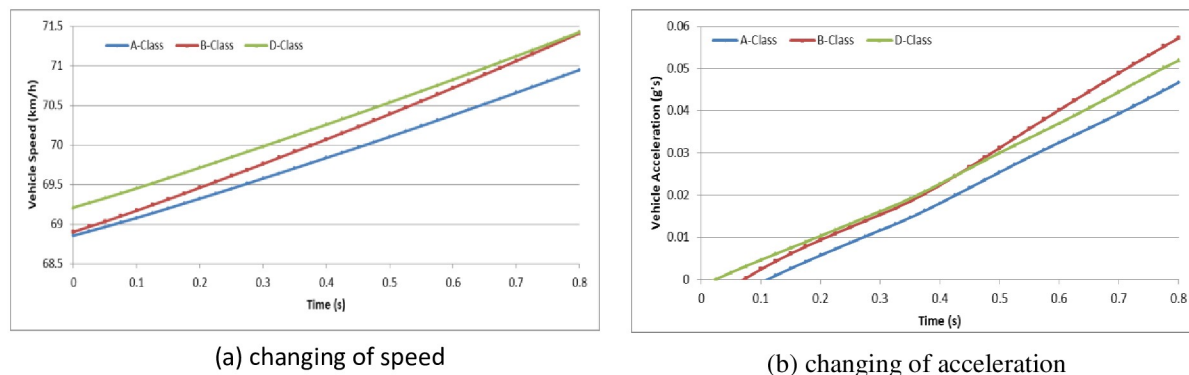 71.5
71
70.5
70
69.5
69
68.5
Vehicle Speed (km/h)
A-Class B-Class D-Class
0 0.1 0.2 0.3 0.4 0.5 0.6 0.7 0.8
Time (s)
(a) changing of speed
0.06
0.05
0.04
0.03
0.02
0.01
0
Vehicle Acceleration (g's)
A-Class B-Class D-Class
0 0.1 0.2 0.3 0.4 0.5 0.6 0.7 0.8
Time (s)
(b) changing of acceleration